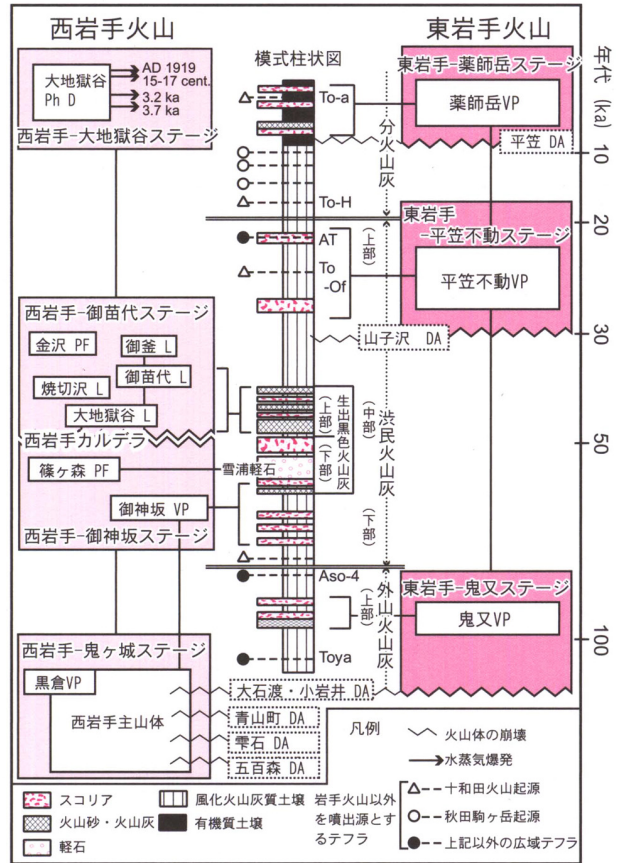 西岩手火山
東岩手火山
模式柱状図
年代 (ka)
大地獄谷
Ph D
AD 1919
15-17 cent.
3.2 ka
3.7 ka
西岩手-大地獄谷ステージ
東岩手-薬師岳ステージ
薬師岳VP
平笠 DA
To-a
分火山灰
10
To-H
20
東岩手
-平笠不動ステージ
平笠不動VP
AT
To
-Of
(上部)
西岩手-御苗代ステージ
金沢 PF
御釜 L
御苗代 L
焼切沢 L
大地獄谷 L
30
山子沢 DA
西岩手カルデラ
生出黒色火山灰
(上部)
(下部)
(中部)
渋民火山灰
50
篠ヶ森 PF
雪浦軽石
御神坂 VP
西岩手-御神坂ステージ
(下部)
Aso-4
東岩手-鬼又ステージ
鬼又VP
(上部)
外山火山灰
100
西岩手-鬼ヶ城ステージ
黒倉VP
西岩手主山体
Toya
大石渡・小岩井 DA
青山町 DA
雫石 DA
五百森 DA
凡例
火山体の崩壊
水蒸気爆発
スコリア
火山砂・火山灰
軽石
風化火山灰質土壌
有機質土壌
岩手火山以外
を噴出源とす
るテフラ
十和田火山起源
秋田駒ヶ岳起源
上記以外の広域テフラ